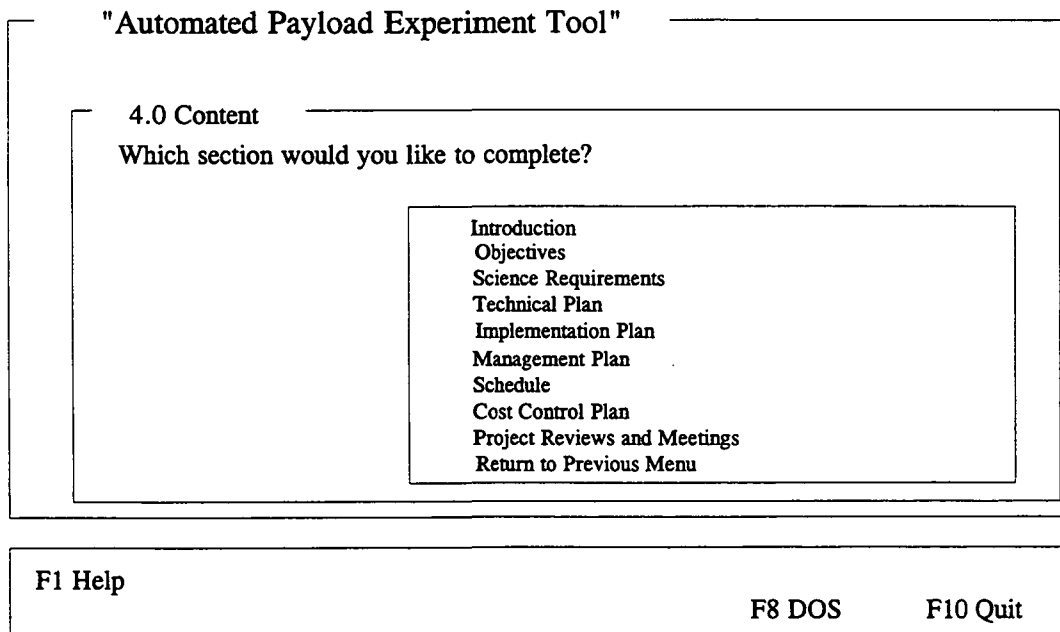 "Automated Payload Experiment Tool"
4.0 Content
Which section would you like to complete?
Introduction
Objectives
Science Requirements
Technical Plan
Implementation Plan
Management Plan
Schedule
Cost Control Plan
Project Reviews and Meetings
Return to Previous Menu
F1 Help
F8 DOS F10 Quit